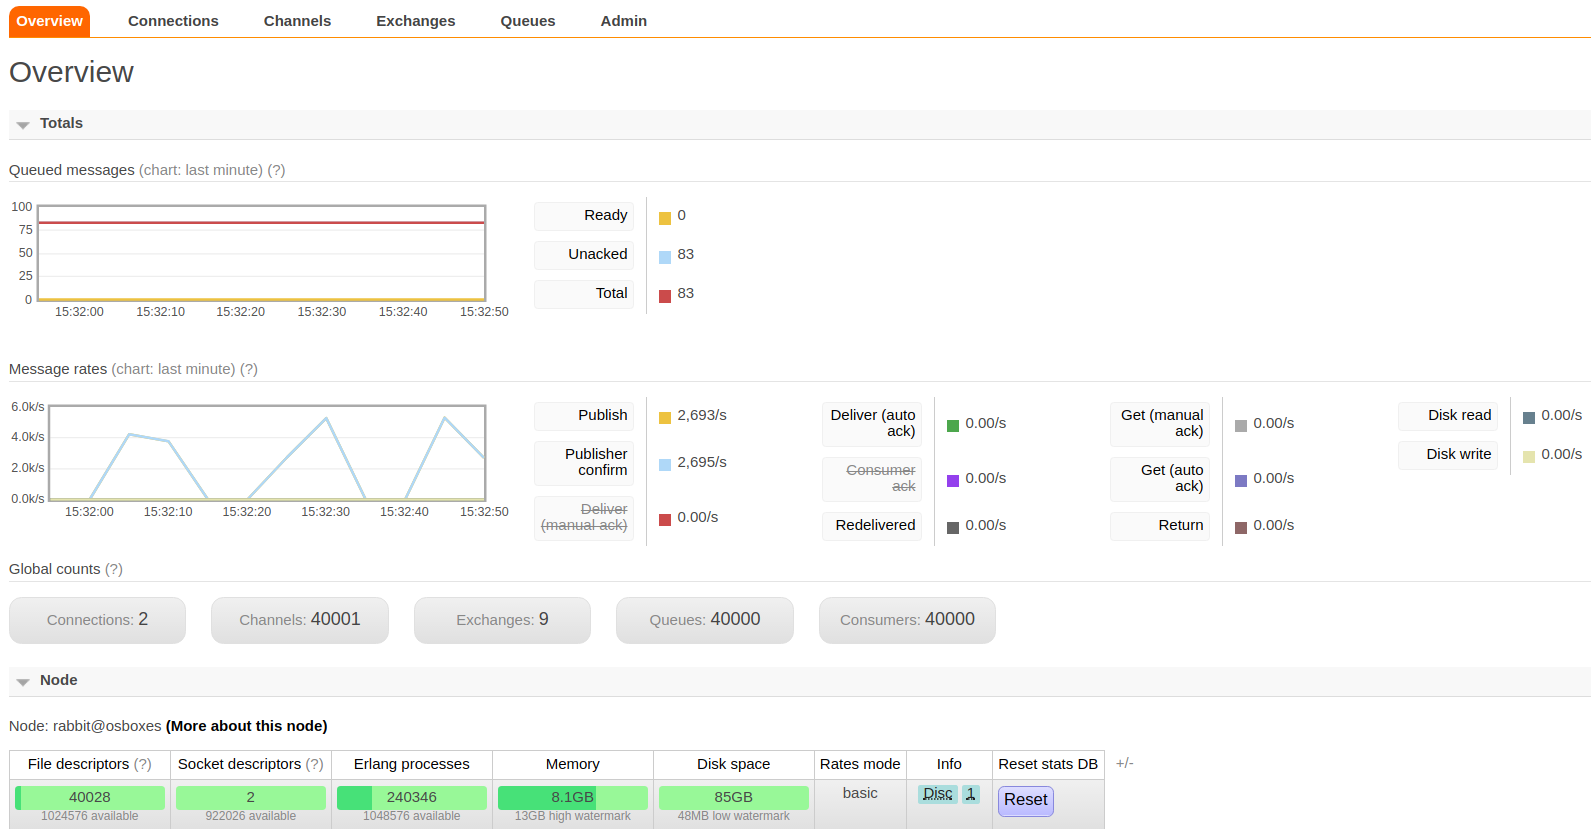 Overview Connections Channels Exchanges Queues Admin
Overview
Totals
Queued messages (chart: last minute) (?)
100
75
50
25
0
15:32:00 15:32:10 15:32:20 15:32:30 15:32:40 15:32:50
Ready 0
Unacked 83
Total 83
Message rates (chart: last minute) (?)
6.0k/s
4.0k/s
2.0k/s
0.0k/s
15:32:00 15:32:10 15:32:20 15:32:30 15:32:40 15:32:50
Publish 2,693/s
Publisher
confirm 2,695/s
Deliver
(manual ack) 0.00/s
Deliver (auto
ack) 0.00/s
Consumer
ack 0.00/s
Redelivered 0.00/s
Get (manual
ack) 0.00/s
Get (auto
ack) 0.00/s
Return 0.00/s
Disk read 0.00/s
Disk write 0.00/s
Global counts (?)
Connections: 2 Channels: 40001 Exchanges: 9 Queues: 40000 Consumers: 40000
Node
Node: rabbit@osboxes (More about this node)
File descriptors (?) Socket descriptors (?) Erlang processes Memory Disk space Rates mode Info Reset stats DB +/-
40028 2 240346 8.1GB 85GB basic Disc 1 Reset
1024576 available 922026 available 1048576 available 13GB high watermark 48MB low watermark